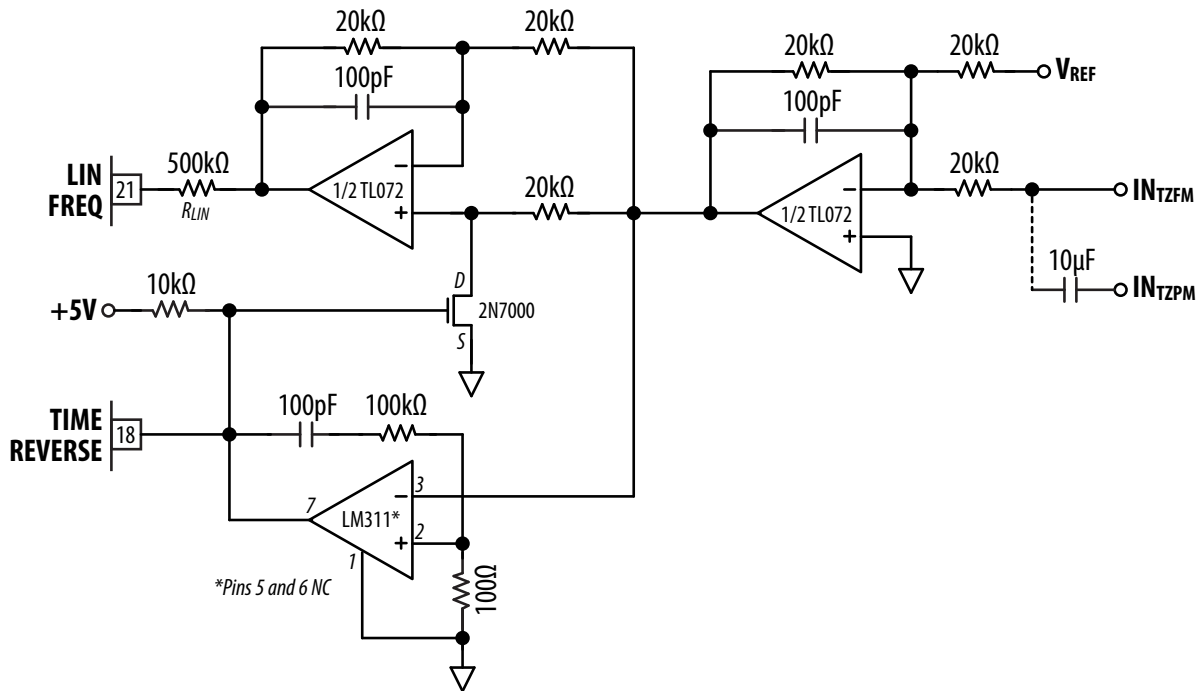 20kΩ
20kΩ
100pF
20kΩ
20kΩ
V_REF
100pF
LIN
FREQ
21
500kΩ
R_LIN
1/2 TL072
−
+
20kΩ
1/2 TL072
−
+
20kΩ
IN_TZFM
10µF
IN_TZPM
+5V
10kΩ
D
2N7000
S
TIME
REVERSE
18
100pF
100kΩ
7
LM311*
−
3
+
2
1
100Ω
*Pins 5 and 6 NC